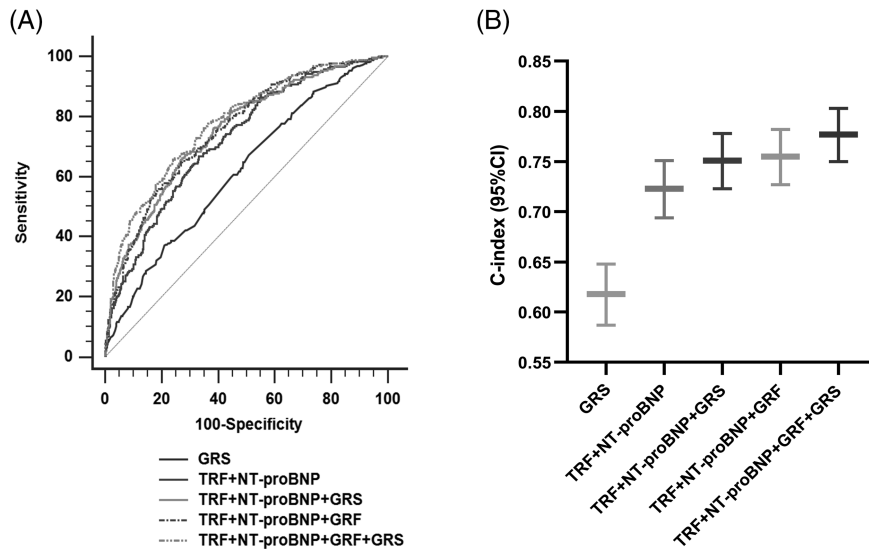 (A)
100
80
60
40
20
0
Sensitivity
0 20 40 60 80 100
100-Specificity
GRS
TRF+NT-proBNP
TRF+NT-proBNP+GRS
TRF+NT-proBNP+GRF
TRF+NT-proBNP+GRF+GRS
(B)
0.85
0.80
0.75
0.70
0.65
0.60
0.55
C-index (95%CI)
GRS
TRF+NT-proBNP
TRF+NT-proBNP+GRS
TRF+NT-proBNP+GRF
TRF+NT-proBNP+GRF+GRS